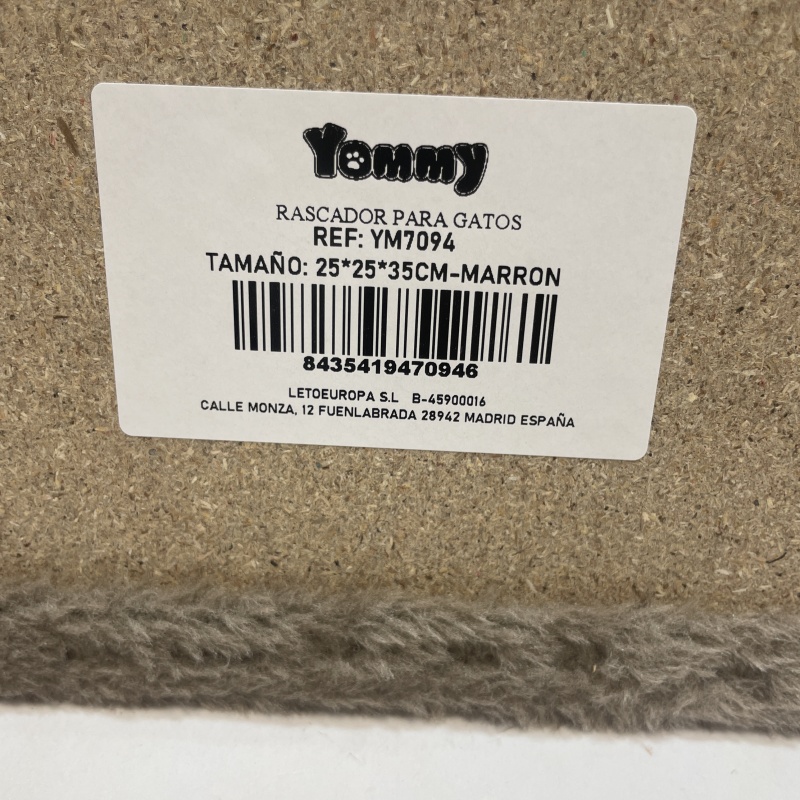 Yommy
RASCADOR PARA GATOS
REF: YM7094
TAMAÑO: 25*25*35CM-MARRON
8435419470946
LETOEUROPA S.L B-45900016
CALLE MONZA, 12 FUENLABRADA 28942 MADRID ESPAÑA